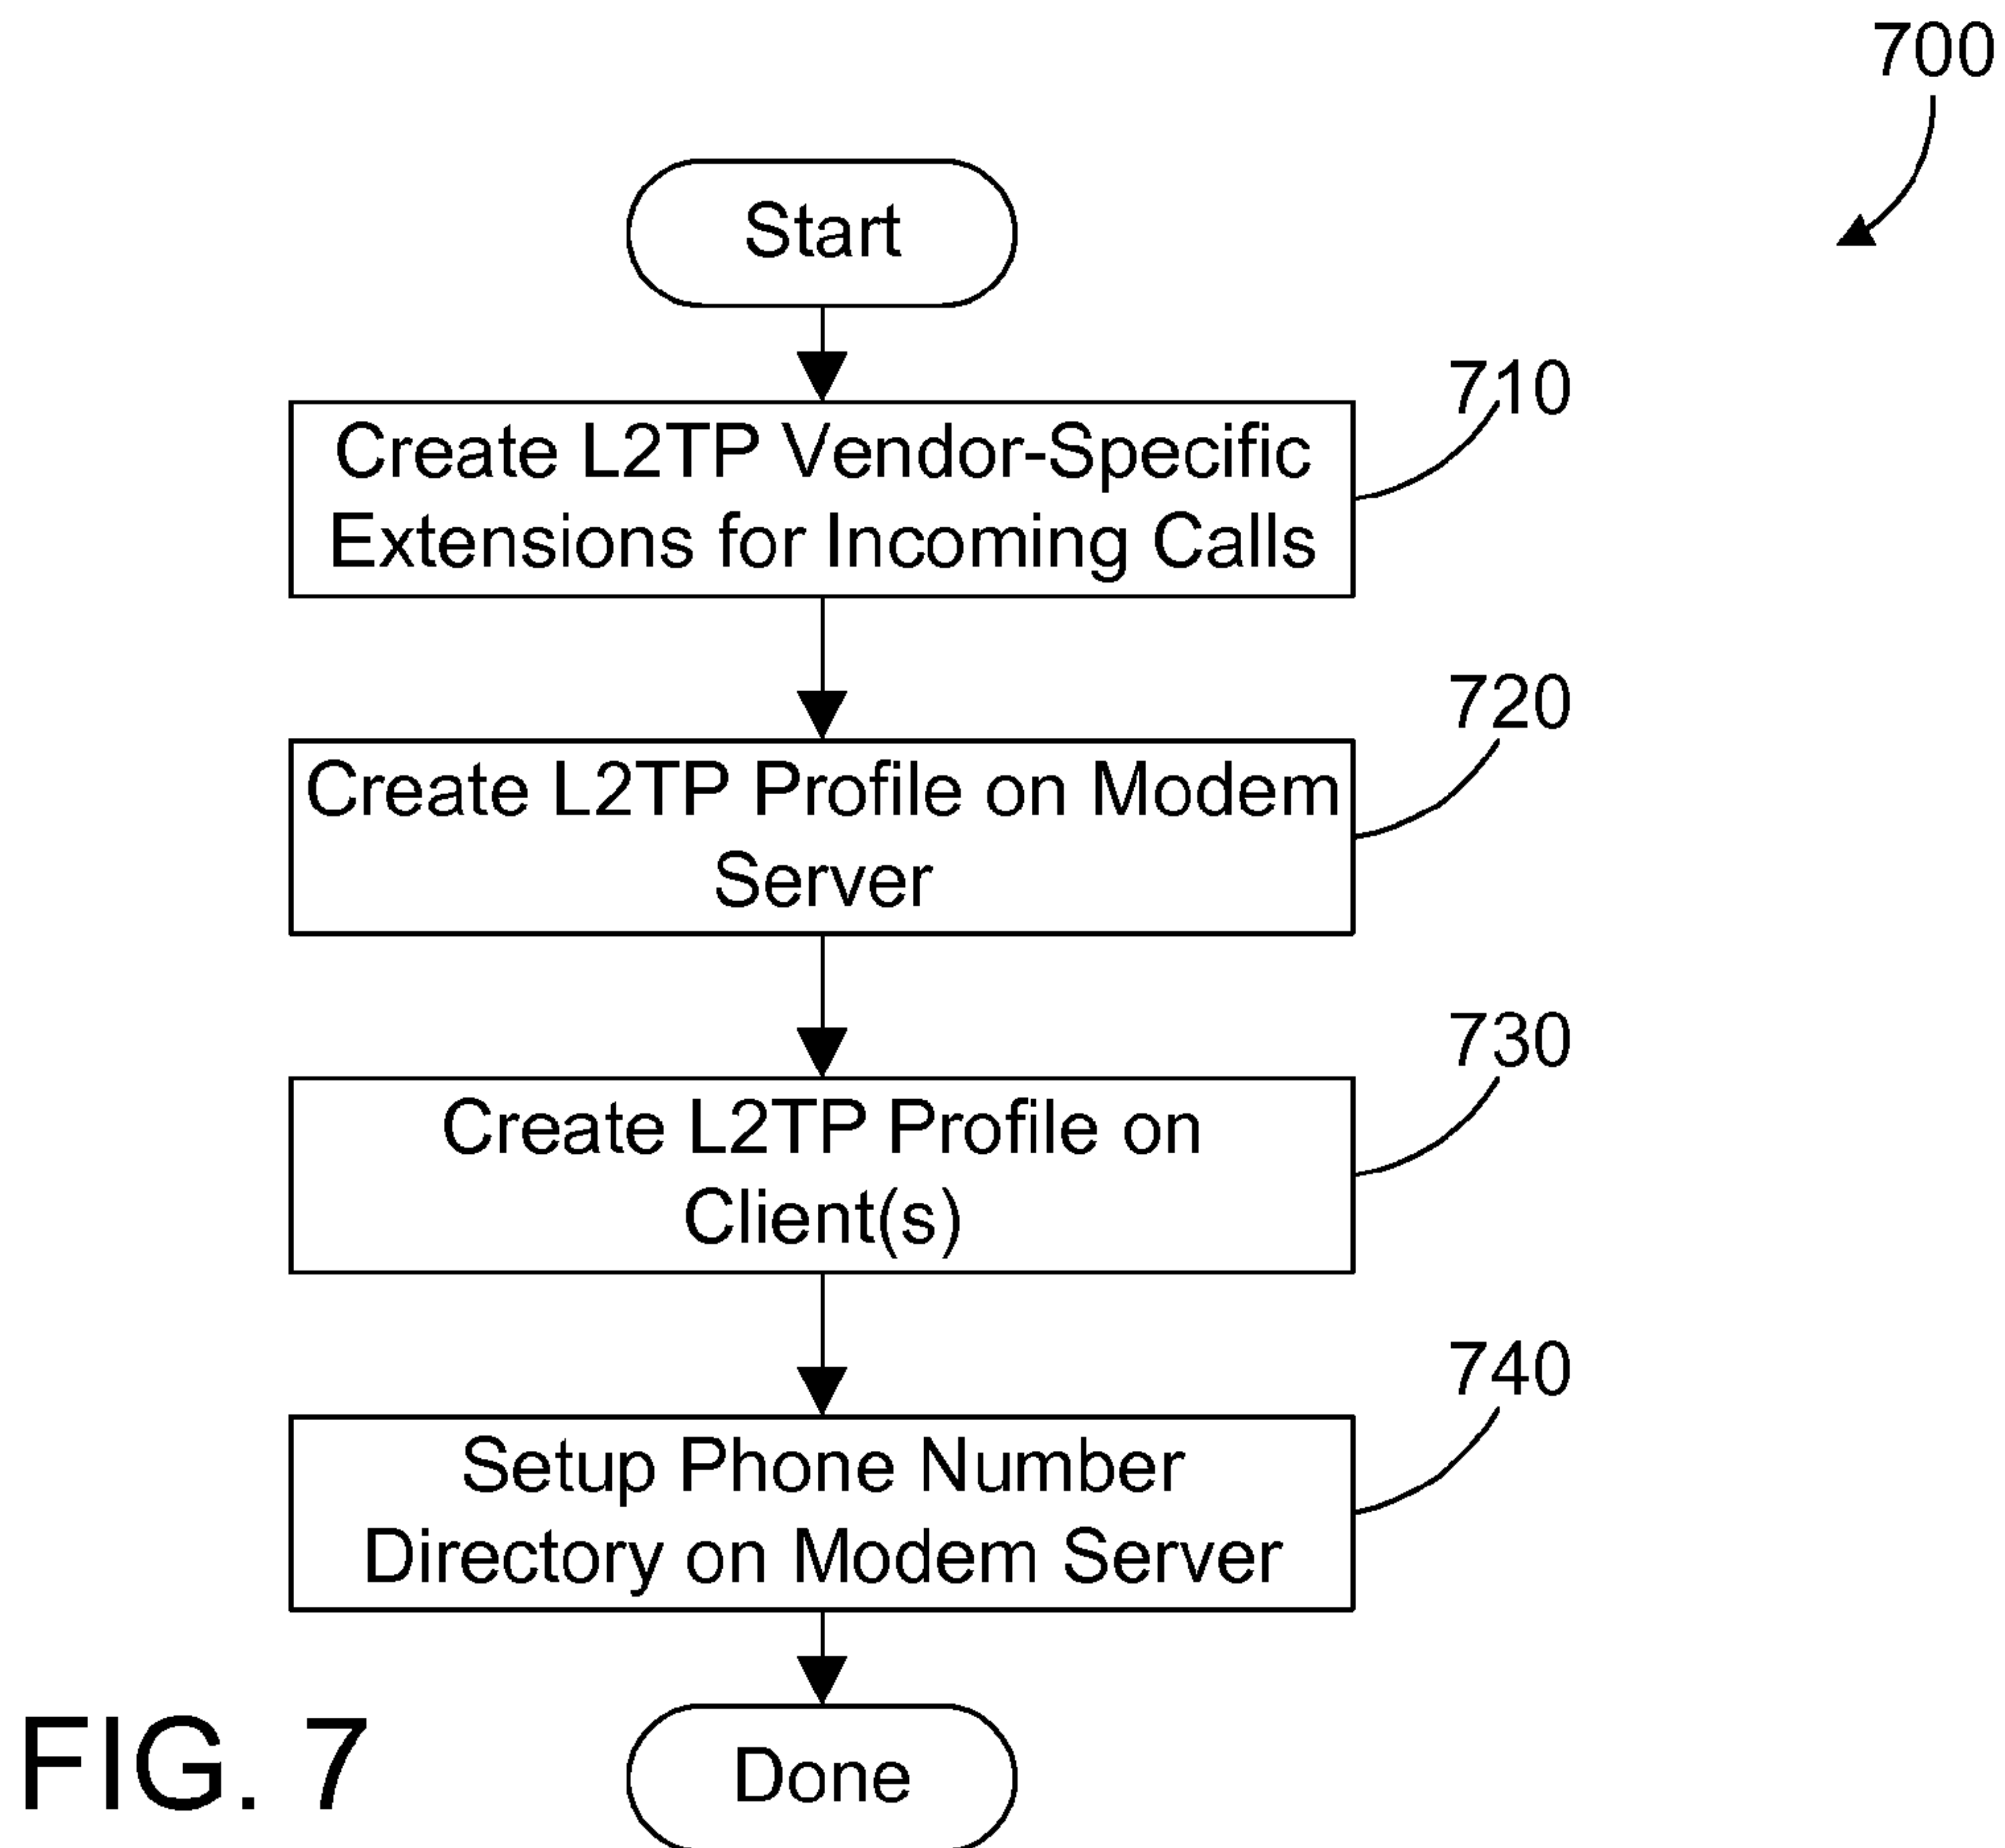 700
Start
710
Create L2TP Vendor-Specific
Extensions for Incoming Calls
720
Create L2TP Profile on Modem
Server
730
Create L2TP Profile on
Client(s)
740
Setup Phone Number
Directory on Modem Server
Done
FIG. 7